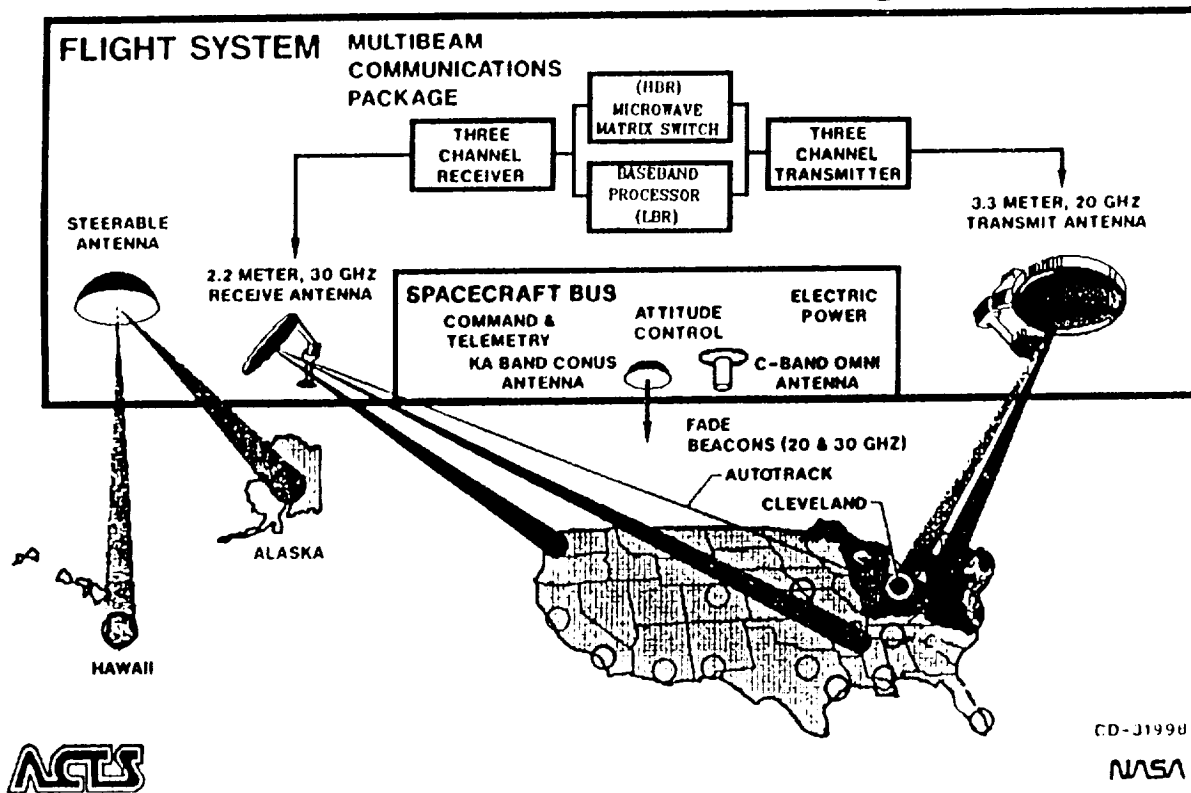 FLIGHT SYSTEM
MULTIBEAM
COMMUNICATIONS
PACKAGE
(HBR)
MICROWAVE
MATRIX SWITCH
THREE
CHANNEL
RECEIVER
BASEBAND
PROCESSOR
(LBR)
THREE
CHANNEL
TRANSMITTER
STEERABLE
ANTENNA
2.2 METER, 30 GHZ
RECEIVE ANTENNA
3.3 METER, 20 GHZ
TRANSMIT ANTENNA
SPACECRAFT BUS
COMMAND &
TELEMETRY
ATTITUDE
CONTROL
ELECTRIC
POWER
KA BAND CONUS
ANTENNA
C-BAND OMNI
ANTENNA
FADE
BEACONS (20 & 30 GHZ)
AUTOTRACK
CLEVELAND
ALASKA
HAWAII
ACTS
NASA